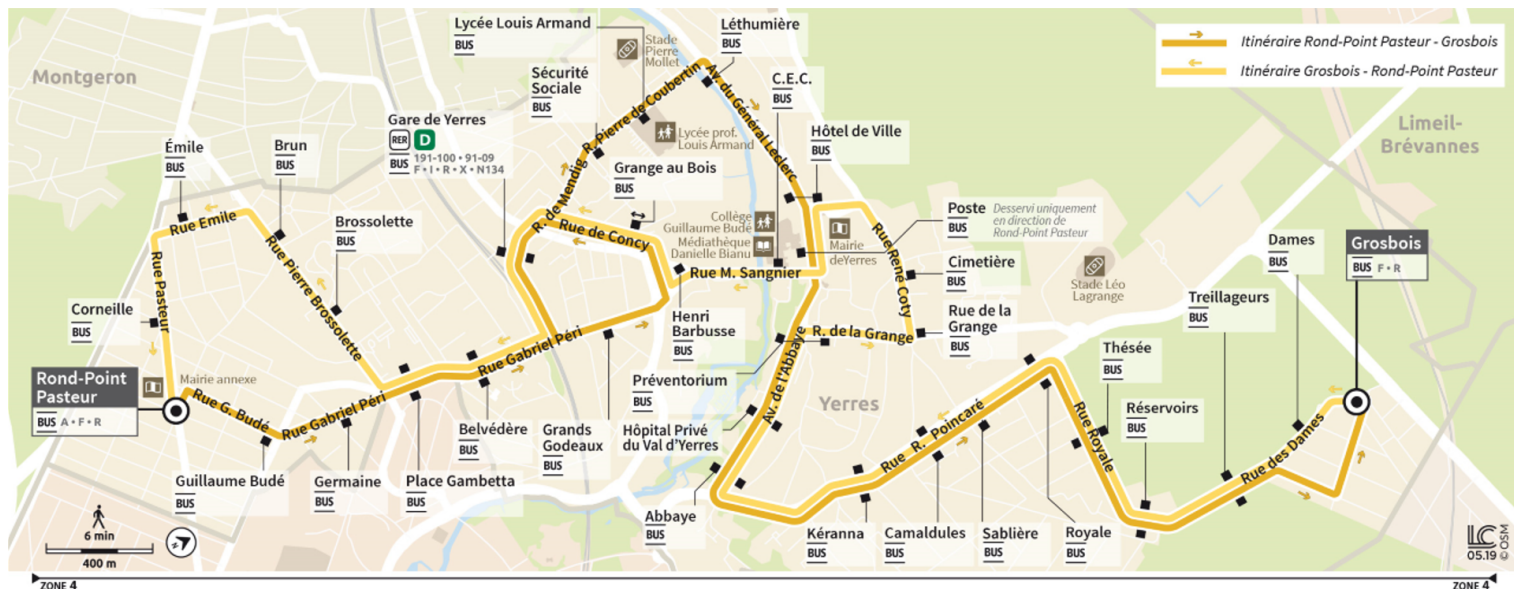 Montgeron
Lycée Louis Armand
BUS
Stade
Pierre
Mollet
Léthumière
BUS
Itinéraire Rond-Point Pasteur - Grosbois
Itinéraire Grosbois - Rond-Point Pasteur
Sécurité
Sociale
BUS
C.E.C.
BUS
R. Pierre de Coubertin
Av. du Général Leclerc
Gare de Yerres
RER D
BUS 191-100 • 91-09
F • I • R • X • N134
Lycée prof.
Louis Armand
Hôtel de Ville
BUS
Limeil-
Brévannes
Émile
BUS
Brun
BUS
Grange au Bois
BUS
R. de Mendig
Brossolette
BUS
Rue Emile
Rue de Concy
Collège
Guillaume Budé
Médiathèque
Danielle Bianu
Mairie
deYerres
Poste
BUS
Desservi uniquement
en direction de
Rond-Point Pasteur
Dames
BUS
Grosbois
BUS F • R
Rue Pasteur
Rue Pierre Brossolette
Rue M. Sangnier
Rue René Coty
Cimetière
BUS
Stade Léo
Lagrange
Corneille
BUS
Henri
Barbusse
BUS
Rue de la
Grange
BUS
Treillageurs
BUS
R. de la Grange
Rue Gabriel Péri
Rond-Point
Pasteur
BUS A • F • R
Mairie annexe
Rue G. Budé
Rue Gabriel Péri
Préventorium
BUS
Av. de l'Abbaye
Yerres
Thésée
BUS
Réservoirs
BUS
Rue R. Poincaré
Rue Royale
Rue des Dames
Belvédère
BUS
Grands
Godeaux
BUS
Hôpital Privé
du Val d'Yerres
BUS
Guillaume Budé
BUS
Germaine
BUS
Place Gambetta
BUS
Abbaye
BUS
Kéranna
BUS
Camaldules
BUS
Sablière
BUS
Royale
BUS
6 min
400 m
LC
05.19
© OSM
ZONE 4
ZONE 4